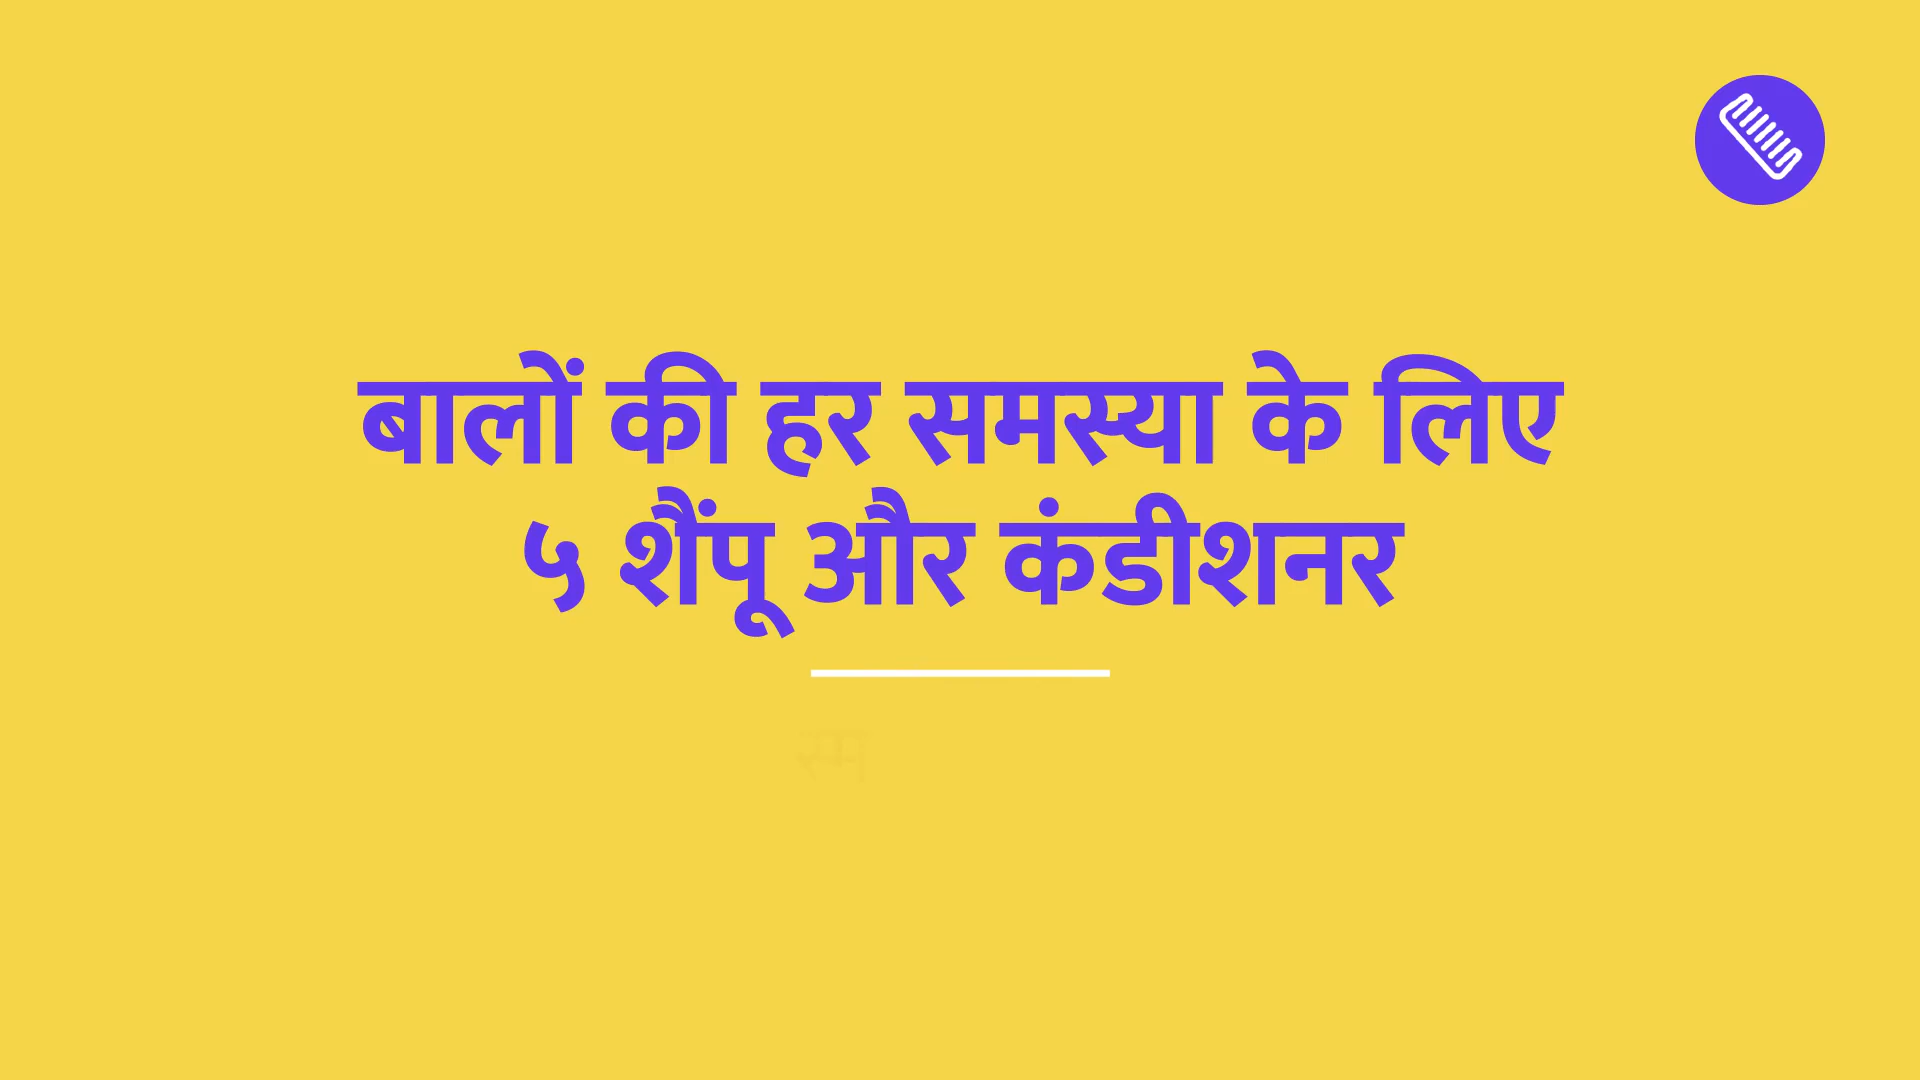 बालों की हर समस्या के लिए
५ शैंपू और कंडीशनर